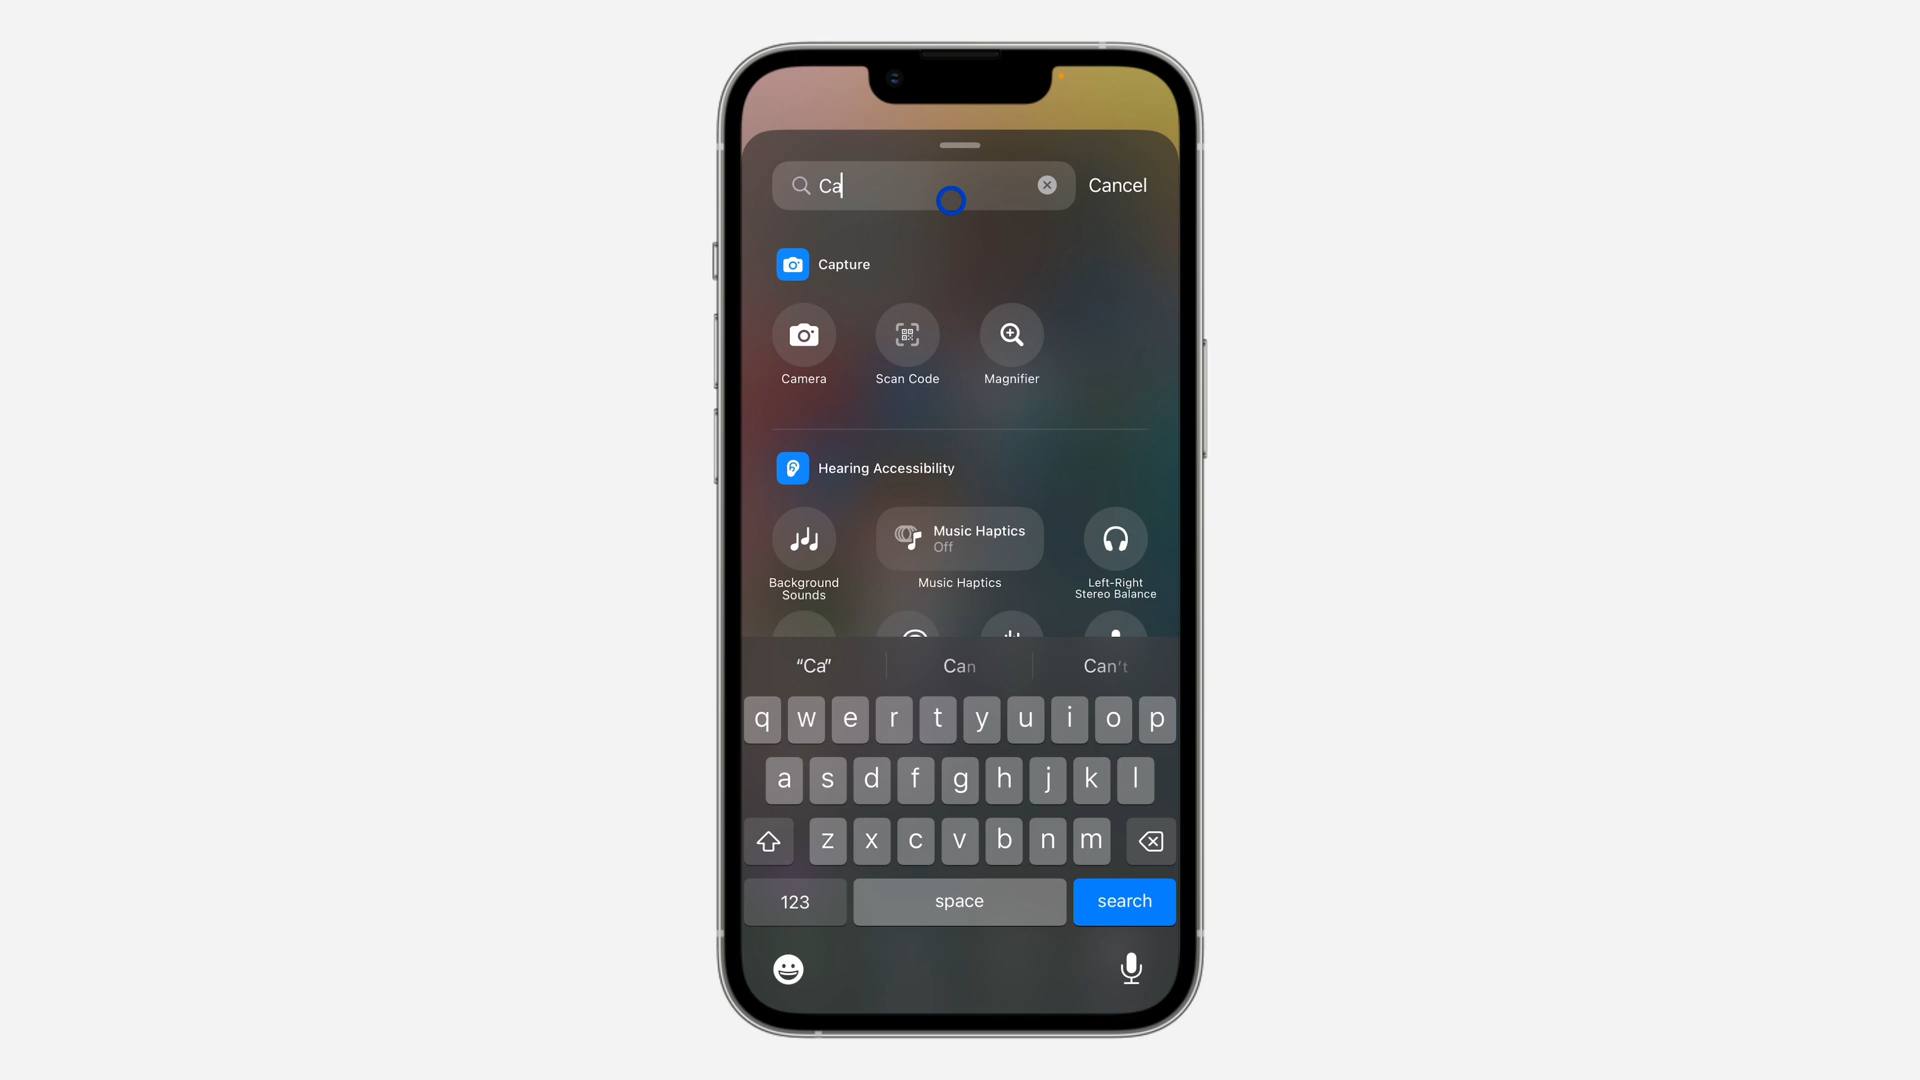 Ca
Cancel
Capture
Camera
Scan Code
Magnifier
Hearing Accessibility
Music Haptics
Off
Background
Sounds
Music Haptics
Left-Right
Stereo Balance
“Ca”
Can
Can't
q w e r t y u i o p
a s d f g h j k l
z x c v b n m
123
space
search